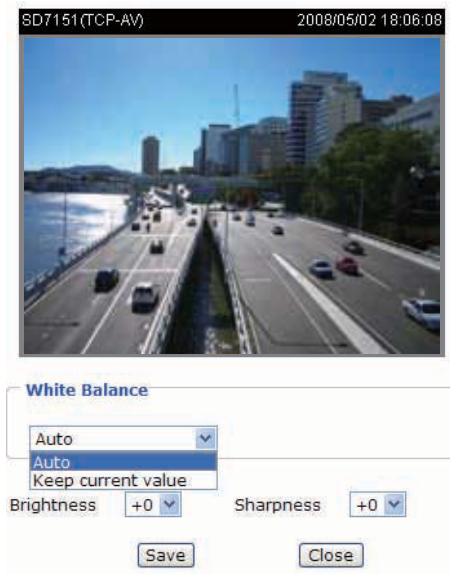 SD7151(TCP-AV) 2008/05/02 18:06:08
White Balance
Auto
Auto
Keep current value
Brightness +0 Sharpness +0
Save Close